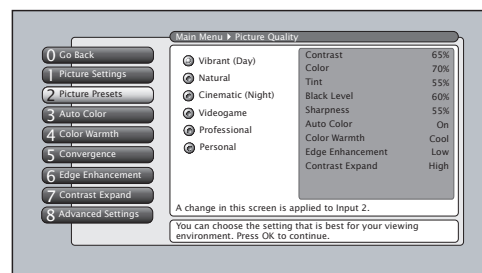 Main Menu ▶ Picture Quality
0 Go Back
1 Picture Settings
2 Picture Presets
3 Auto Color
4 Color Warmth
5 Convergence
6 Edge Enhancement
7 Contrast Expand
8 Advanced Settings
Vibrant (Day)
Natural
Cinematic (Night)
Videogame
Professional
Personal
Contrast 65%
Color 70%
Tint 55%
Black Level 60%
Sharpness 55%
Auto Color On
Color Warmth Cool
Edge Enhancement Low
Contrast Expand High
A change in this screen is applied to Input 2.
You can choose the setting that is best for your viewing
environment. Press OK to continue.